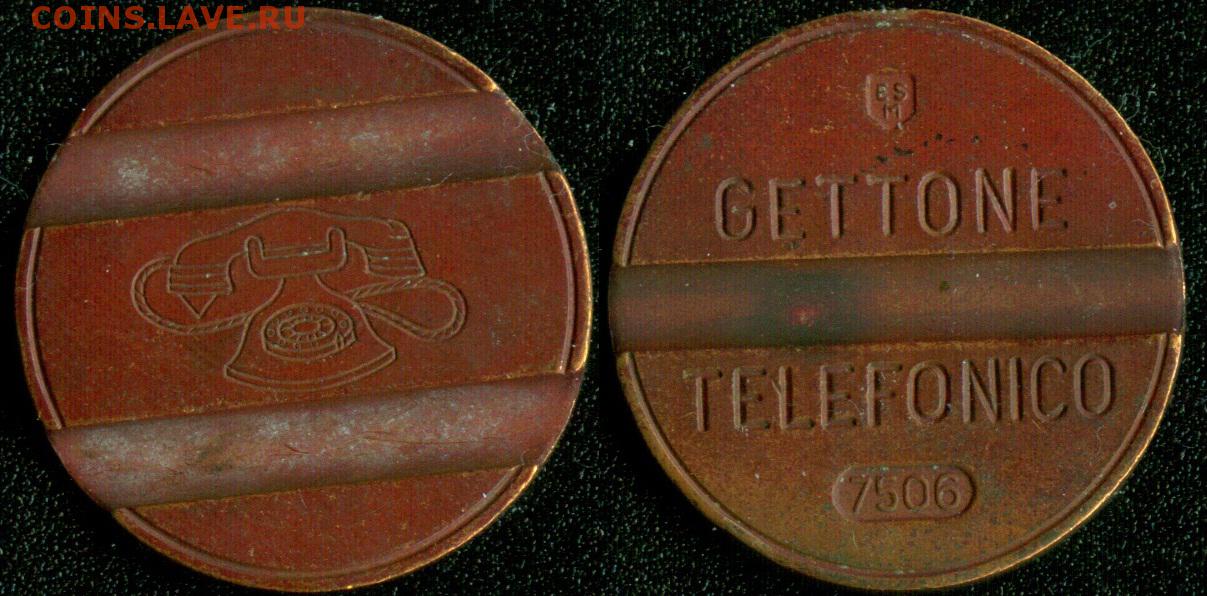 COINS.LAVE.RU
ESM
GETTONE
TELEFONICO
7506